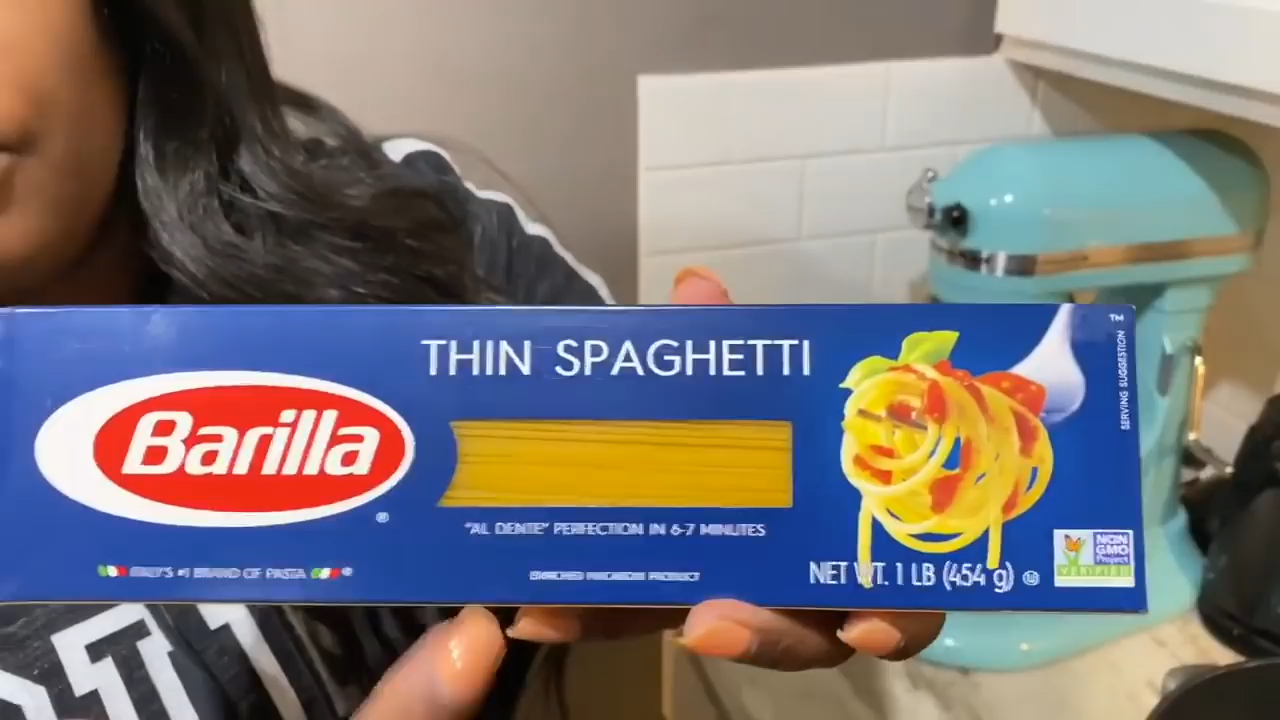 THIN SPAGHETTI
Barilla
®
"AL DENTE" PERFECTION IN 6-7 MINUTES
ITALY'S #1 BRAND OF PASTA
ENRICHED MACARONI PRODUCT
NET WT. 1 LB (454 g)
TM
SERVING SUGGESTION
NON
GMO
Project
VERIFIED